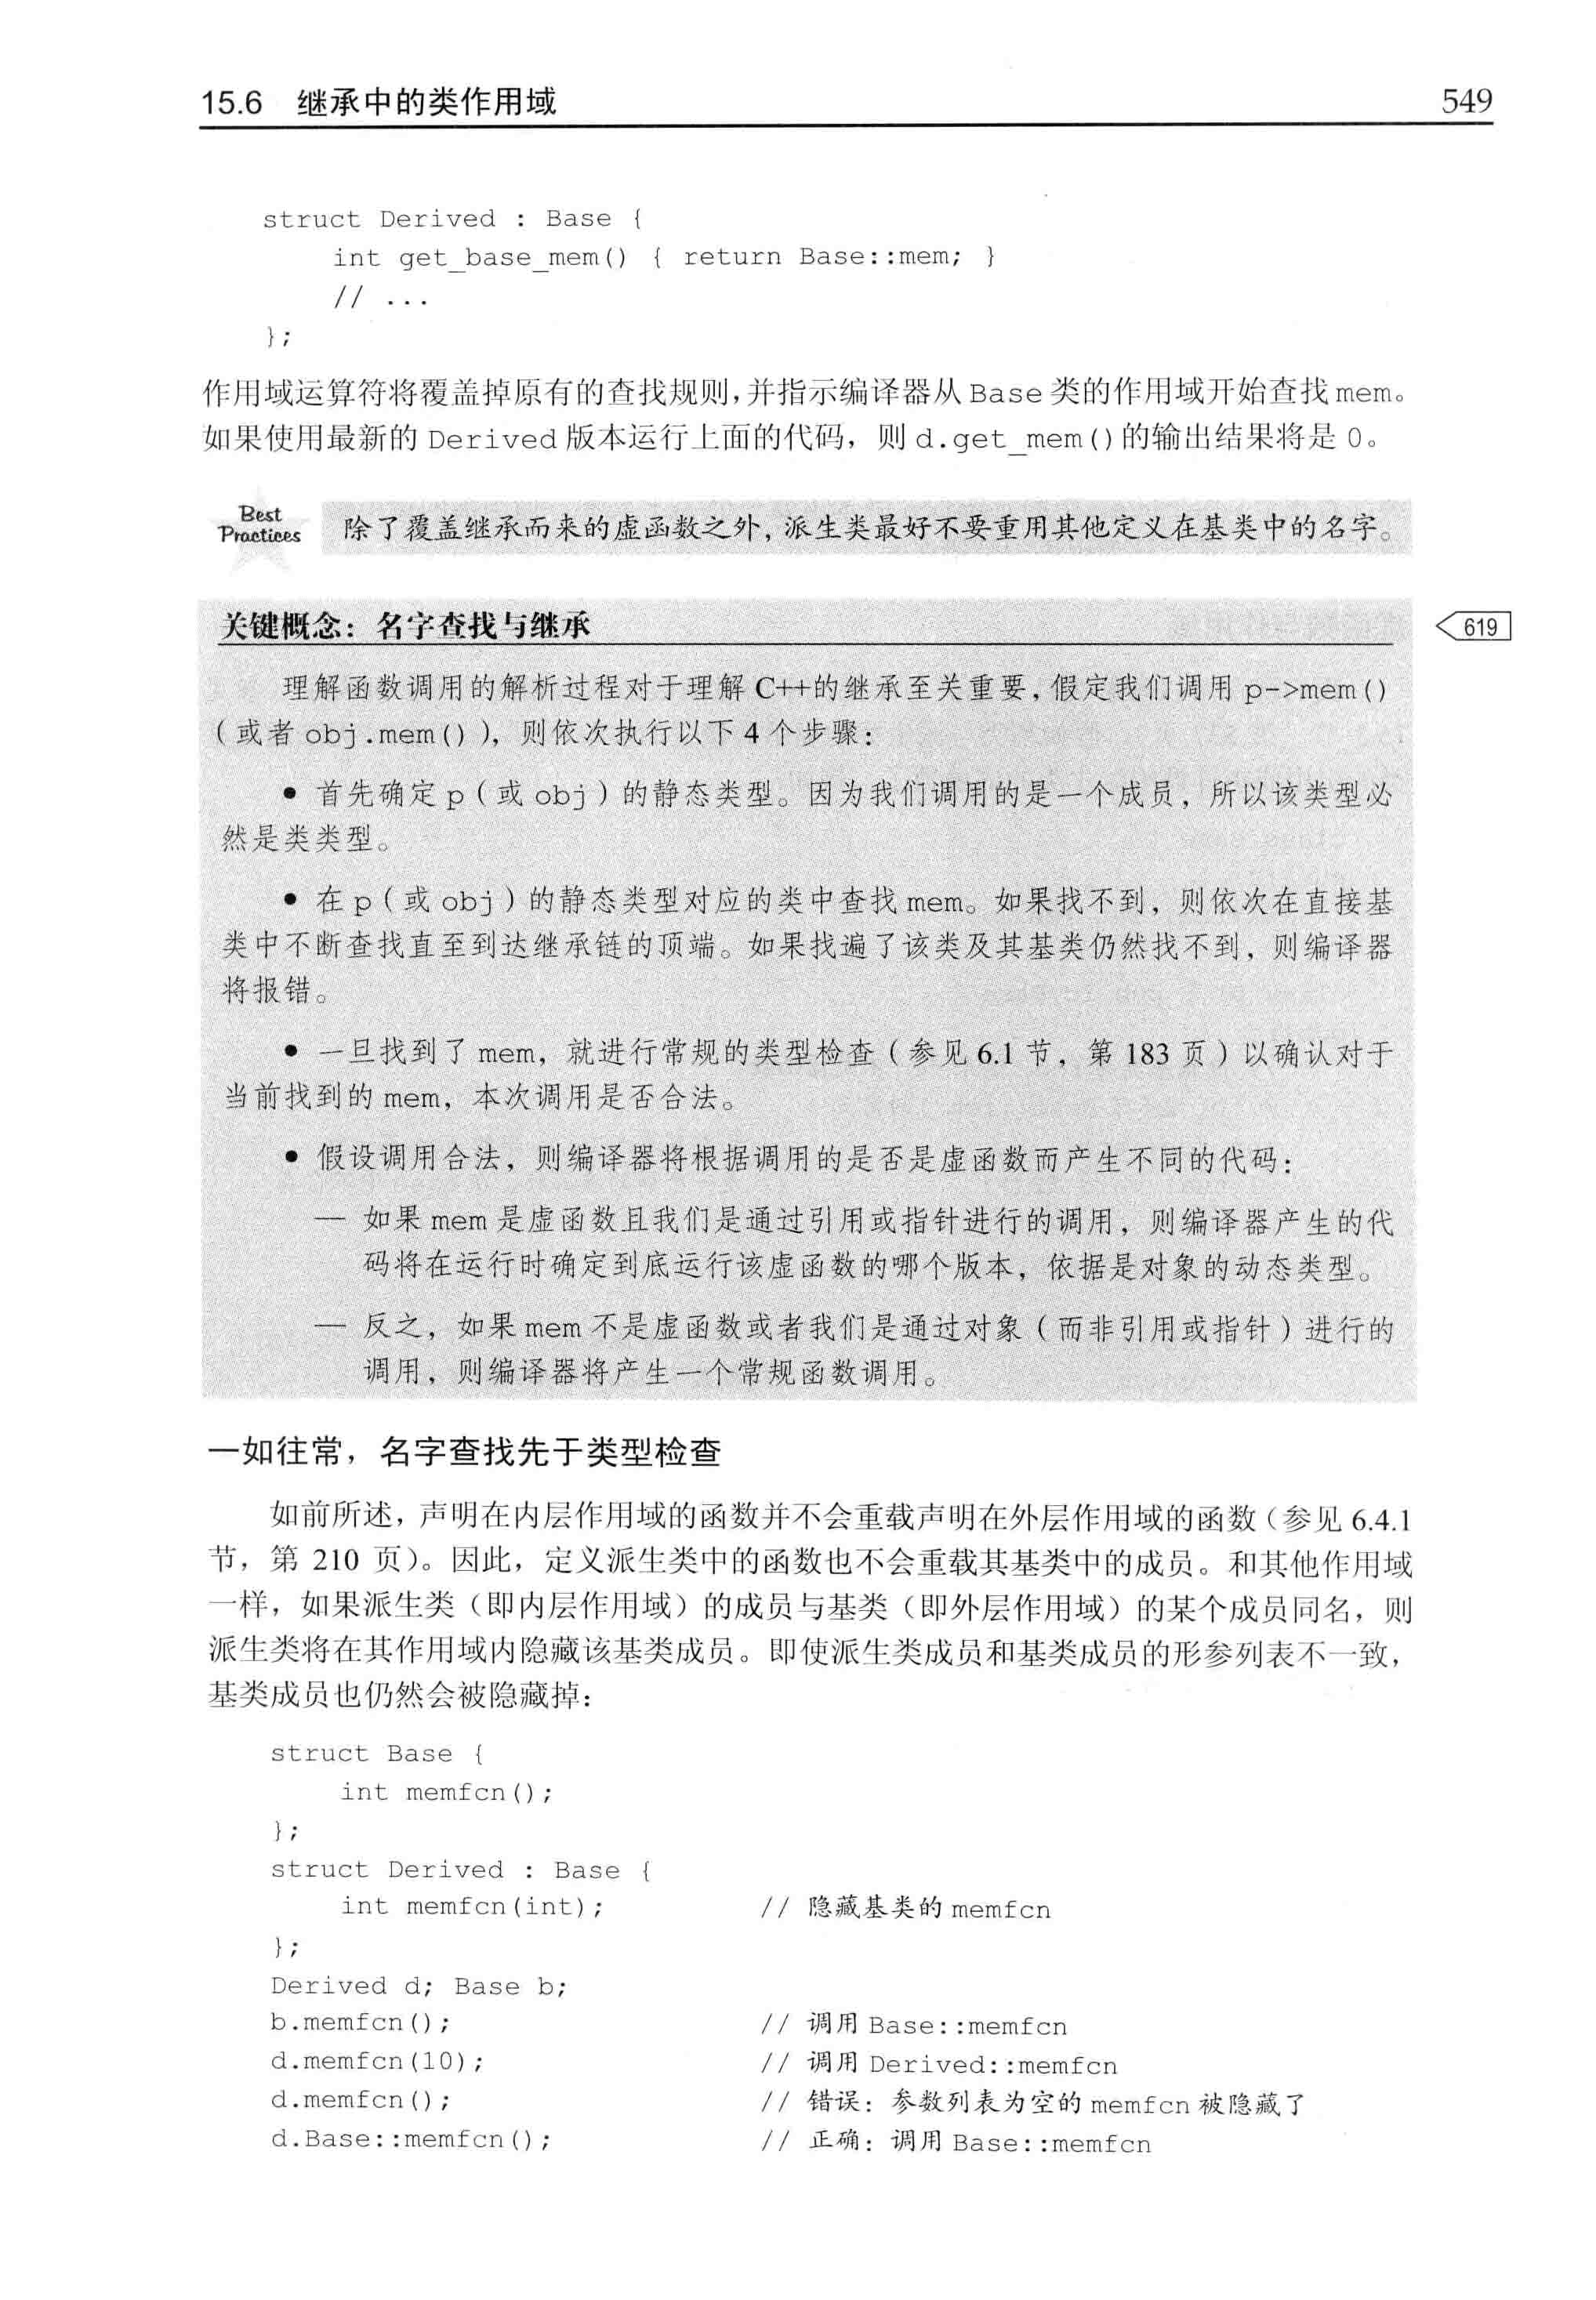 15.6 继承中的类作用域 549
struct Derived : Base {
int get_base_mem() { return Base::mem; }
// ...
};
作用域运算符将覆盖掉原有的查找规则,并指示编译器从 Base 类的作用域开始查找 mem。
如果使用最新的 Derived 版本运行上面的代码，则 d.get_mem()的输出结果将是 0。
Best
Practices
除了覆盖继承而来的虚函数之外，派生类最好不要重用其他定义在基类中的名字。
关键概念：名字查找与继承
619
理解函数调用的解析过程对于理解 C++的继承至关重要，假定我们调用 p->mem()
（或者 obj.mem()），则依次执行以下 4 个步骤：
● 首先确定 p（或 obj）的静态类型。因为我们调用的是一个成员，所以该类型必
然是类类型。
● 在 p（或 obj）的静态类型对应的类中查找 mem。如果找不到，则依次在直接基
类中不断查找直至到达继承链的顶端。如果找遍了该类及其基类仍然找不到，则编译器
将报错。
● 一旦找到了 mem，就进行常规的类型检查（参见 6.1 节，第 183 页）以确认对于
当前找到的 mem，本次调用是否合法。
● 假设调用合法，则编译器将根据调用的是否是虚函数而产生不同的代码：
— 如果 mem 是虚函数且我们是通过引用或指针进行的调用，则编译器产生的代
码将在运行时确定到底运行该虚函数的哪个版本，依据是对象的动态类型。
— 反之，如果 mem 不是虚函数或者我们是通过对象（而非引用或指针）进行的
调用，则编译器将产生一个常规函数调用。
一如往常，名字查找先于类型检查
如前所述，声明在内层作用域的函数并不会重载声明在外层作用域的函数（参见 6.4.1
节，第 210 页）。因此，定义派生类中的函数也不会重载其基类中的成员。和其他作用域
一样，如果派生类（即内层作用域）的成员与基类（即外层作用域）的某个成员同名，则
派生类将在其作用域内隐藏该基类成员。即使派生类成员和基类成员的形参列表不一致，
基类成员也仍然会被隐藏掉：
struct Base {
int memfcn();
};
struct Derived : Base {
int memfcn(int); // 隐藏基类的 memfcn
};
Derived d; Base b;
b.memfcn(); // 调用 Base::memfcn
d.memfcn(10); // 调用 Derived::memfcn
d.memfcn(); // 错误：参数列表为空的 memfcn 被隐藏了
d.Base::memfcn(); // 正确：调用 Base::memfcn